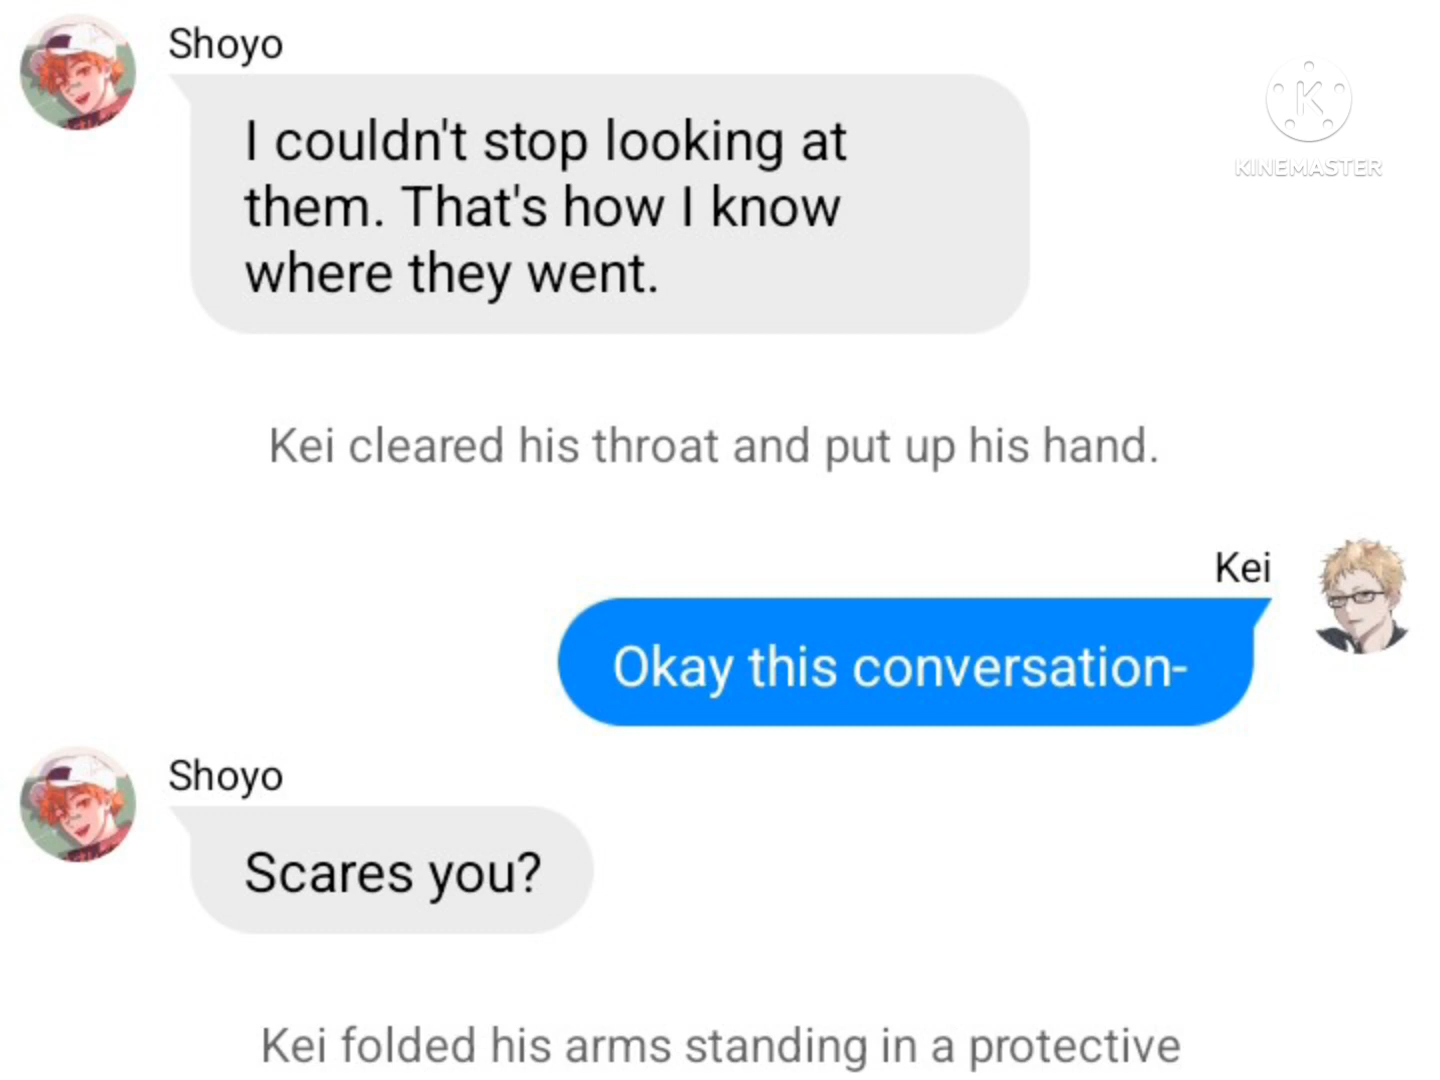 Shoyo
I couldn't stop looking at
them. That's how I know
where they went.
K
KINEMASTER
Kei cleared his throat and put up his hand.
Kei
Okay this conversation-
Shoyo
Scares you?
Kei folded his arms standing in a protective